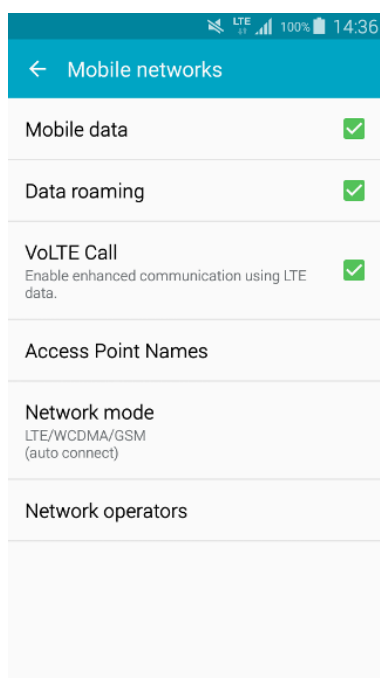 LTE 100% 14:36
Mobile networks
Mobile data
Data roaming
VoLTE Call
Enable enhanced communication using LTE
data.
Access Point Names
Network mode
LTE/WCDMA/GSM
(auto connect)
Network operators